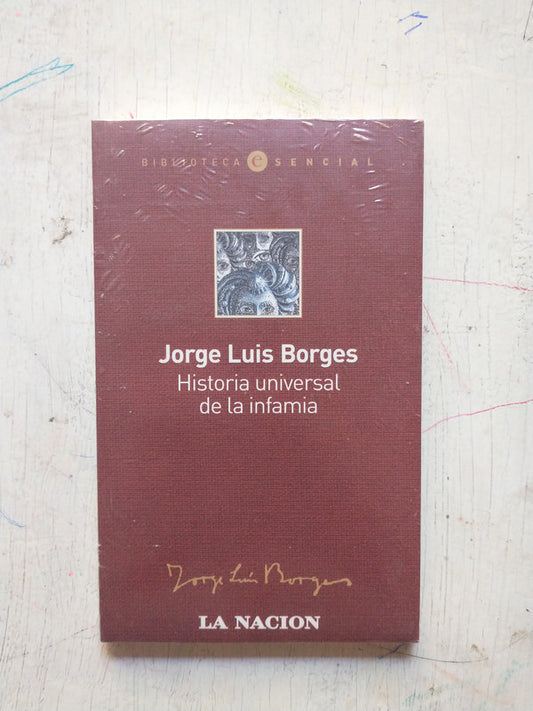 BIBLIOTECA eSENCIAL
Jorge Luis Borges
Historia universal
de la infamia
Jorge Luis Borges
LA NACION